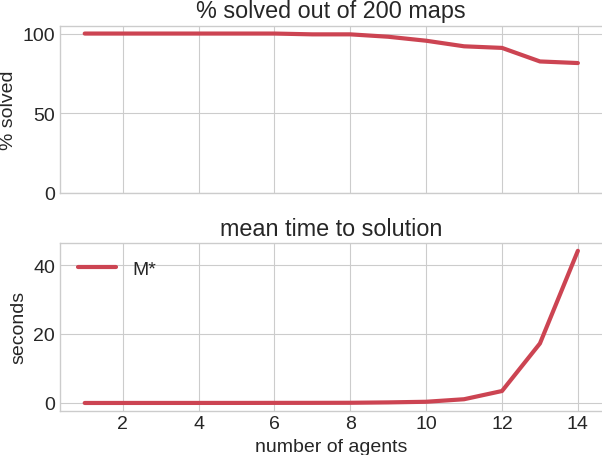 % solved out of 200 maps
100
50
0
% solved
mean time to solution
M*
40
20
0
seconds
2 4 6 8 10 12 14
number of agents